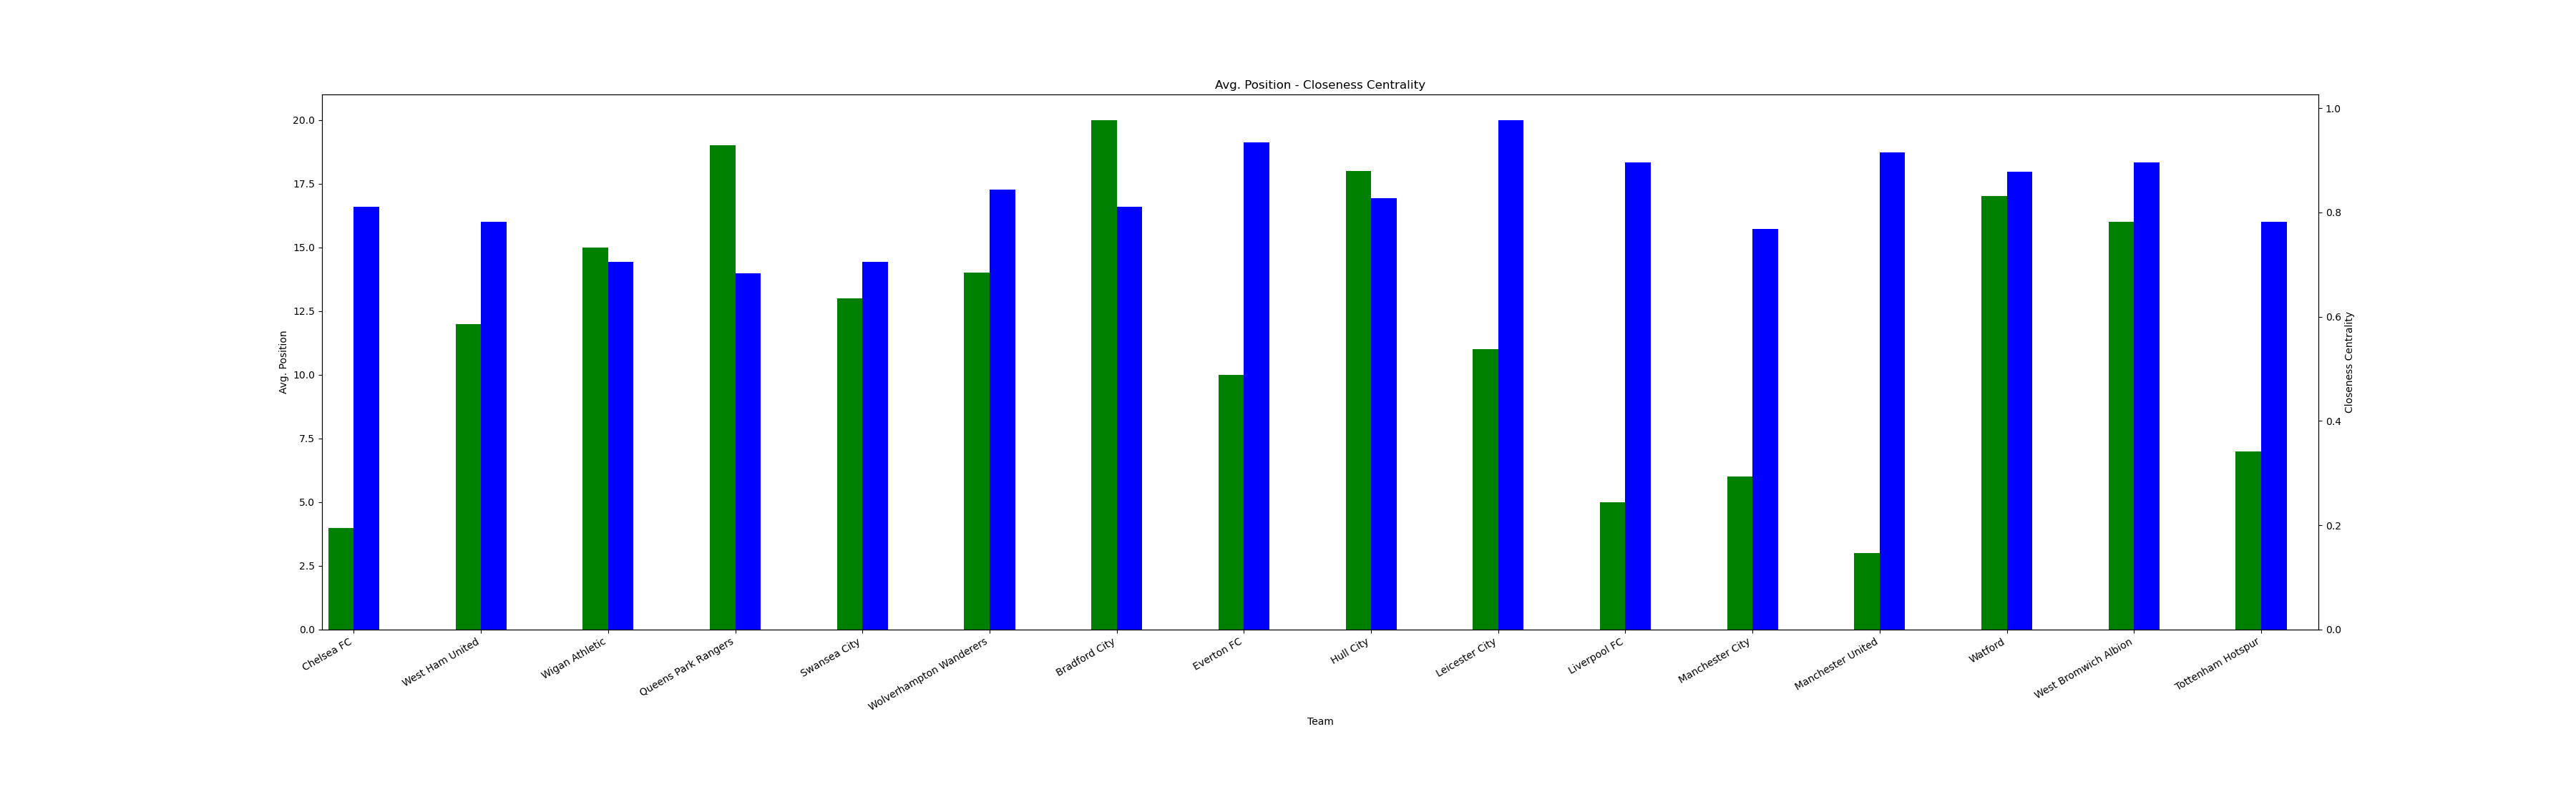 Avg. Position - Closeness Centrality
20.0
17.5
15.0
12.5
10.0
7.5
5.0
2.5
0.0
Avg. Position
1.0
0.8
0.6
0.4
0.2
0.0
Closeness Centrality
Chelsea FC
West Ham United
Wigan Athletic
Queens Park Rangers
Swansea City
Wolverhampton Wanderers
Bradford City
Everton FC
Hull City
Leicester City
Liverpool FC
Manchester City
Manchester United
Watford
West Bromwich Albion
Tottenham Hotspur
Team